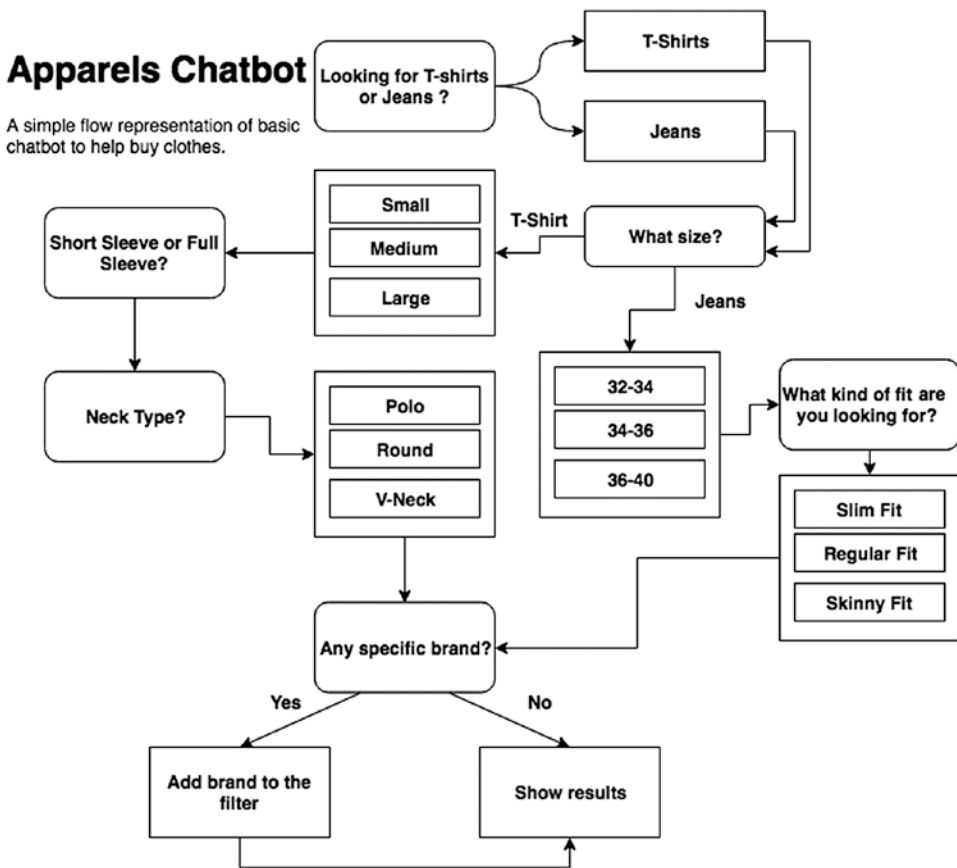 Apparels Chatbot
A simple flow representation of basic
chatbot to help buy clothes.
Looking for T-shirts
or Jeans ?
T-Shirts
Jeans
What size?
T-Shirt
Small
Medium
Large
Short Sleeve or Full
Sleeve?
Neck Type?
Polo
Round
V-Neck
Jeans
32-34
34-36
36-40
What kind of fit are
you looking for?
Slim Fit
Regular Fit
Skinny Fit
Any specific brand?
Yes
No
Add brand to the
filter
Show results